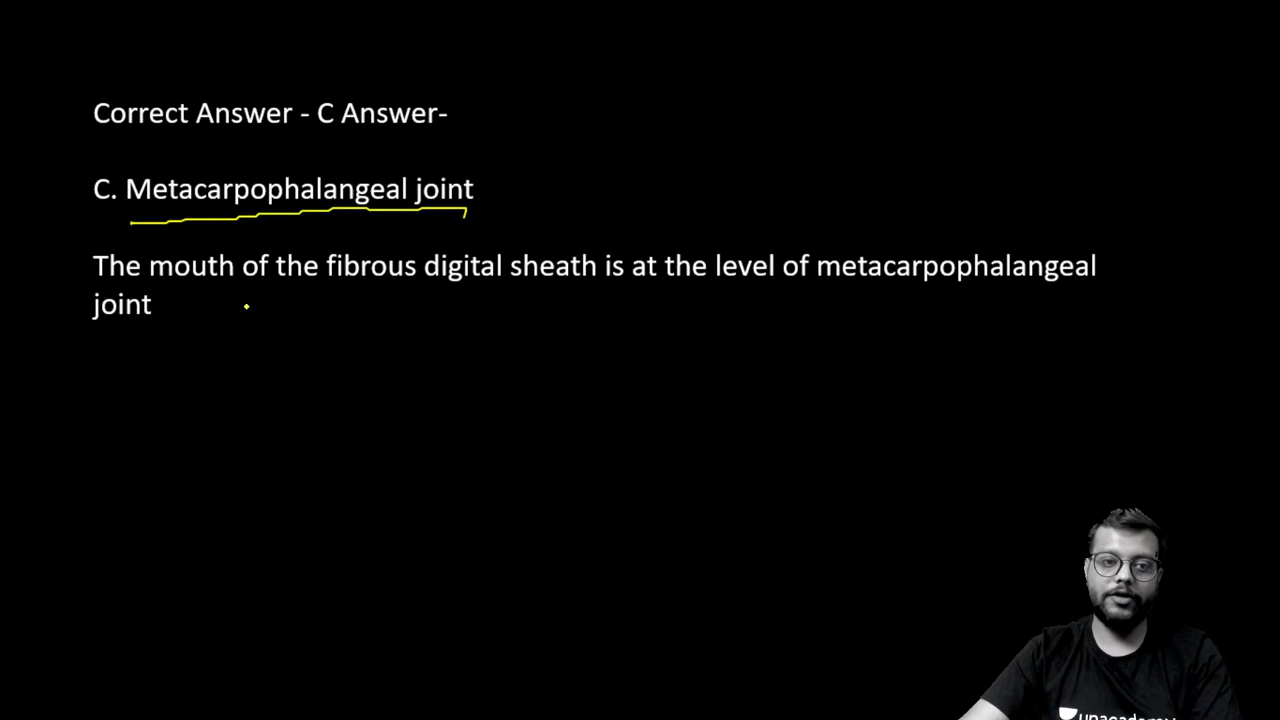 Correct Answer - C Answer-
C. Metacarpophalangeal joint
The mouth of the fibrous digital sheath is at the level of metacarpophalangeal
joint
unacademy